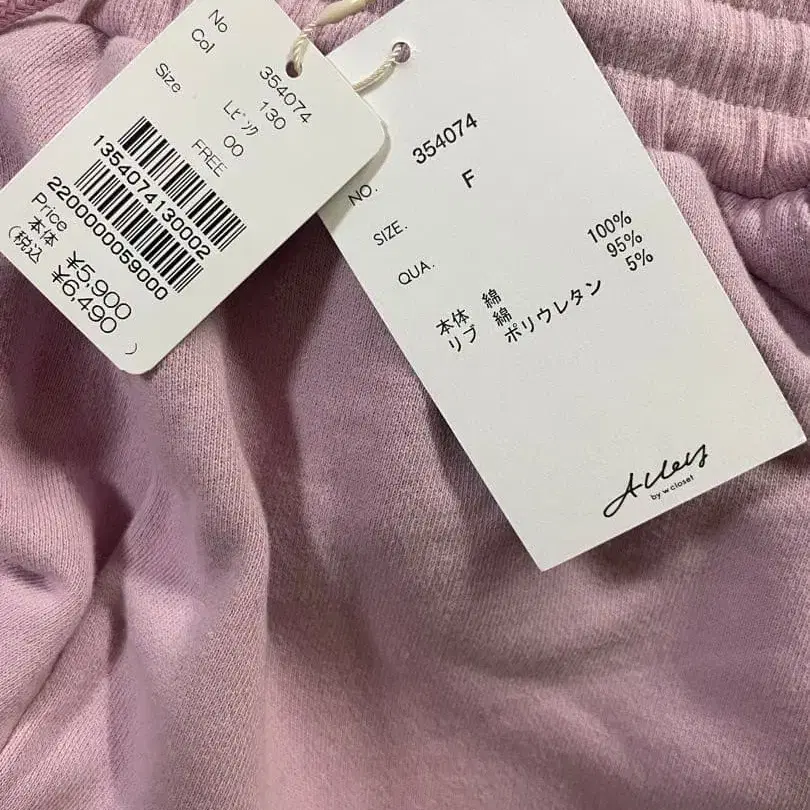 No 354074
Col 130
Lﾋﾟﾝｸ
Size 00
FREE
1354074130002
2200000059000
Price
本体 ¥5,900
(税込 ¥6,490 )
NO. 354074
SIZE. F
QUA.
本体 綿 100%
リブ 綿 95%
ポリウレタン 5%
Alley
by w closet